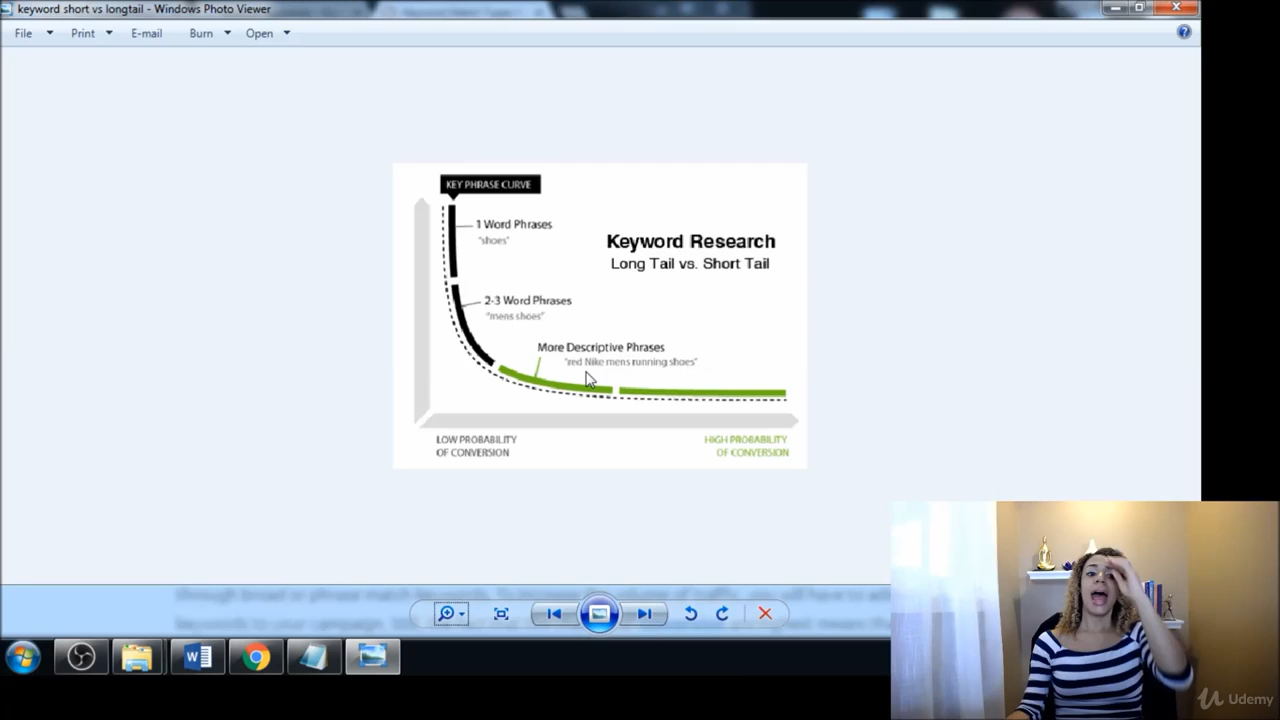 keyword short vs longtail - Windows Photo Viewer
File Print E-mail Burn Open
KEY PHRASE CURVE
1 Word Phrases
"shoes"
Keyword Research
Long Tail vs. Short Tail
2-3 Word Phrases
"mens shoes"
More Descriptive Phrases
"red Nike mens running shoes"
LOW PROBABILITY
OF CONVERSION
HIGH PROBABILITY
OF CONVERSION
Udemy